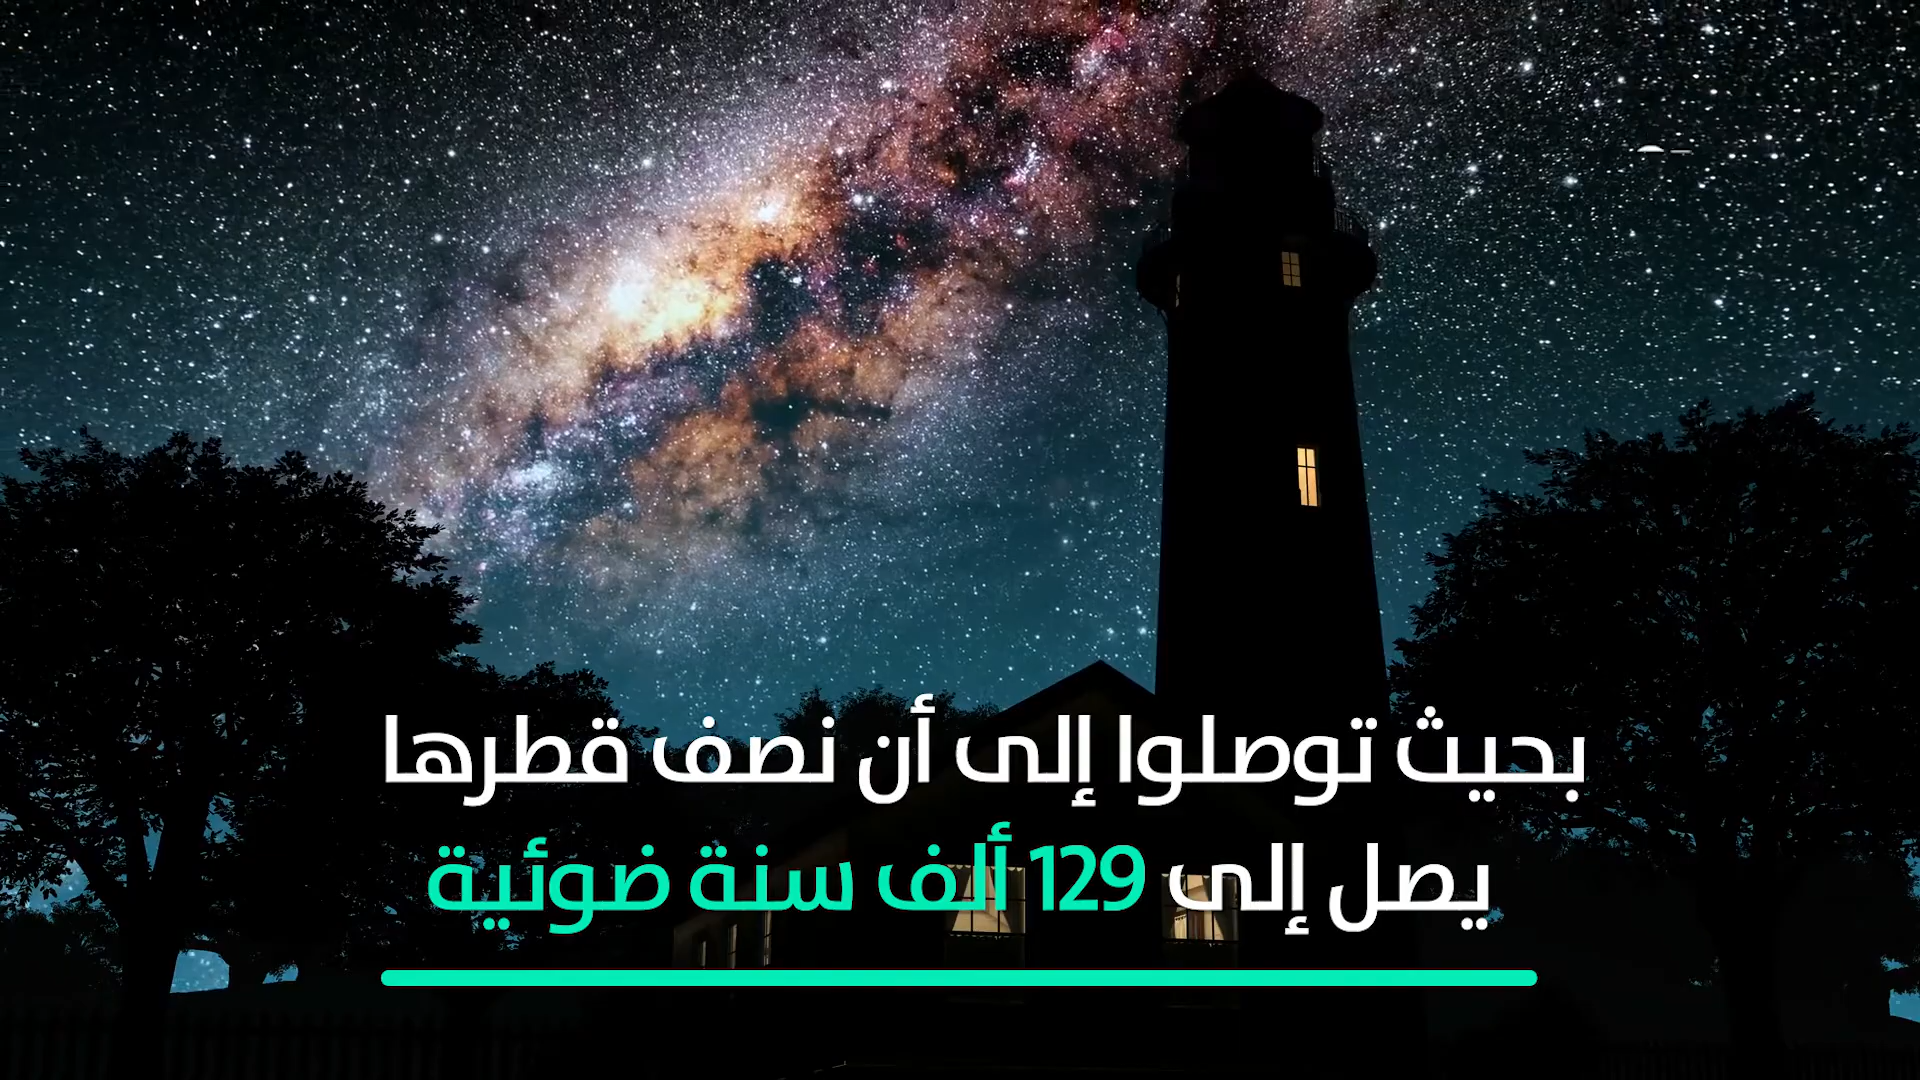 بحيث توصلوا إلى أن نصف قطرها
يصل إلى 129 ألف سنة ضوئية